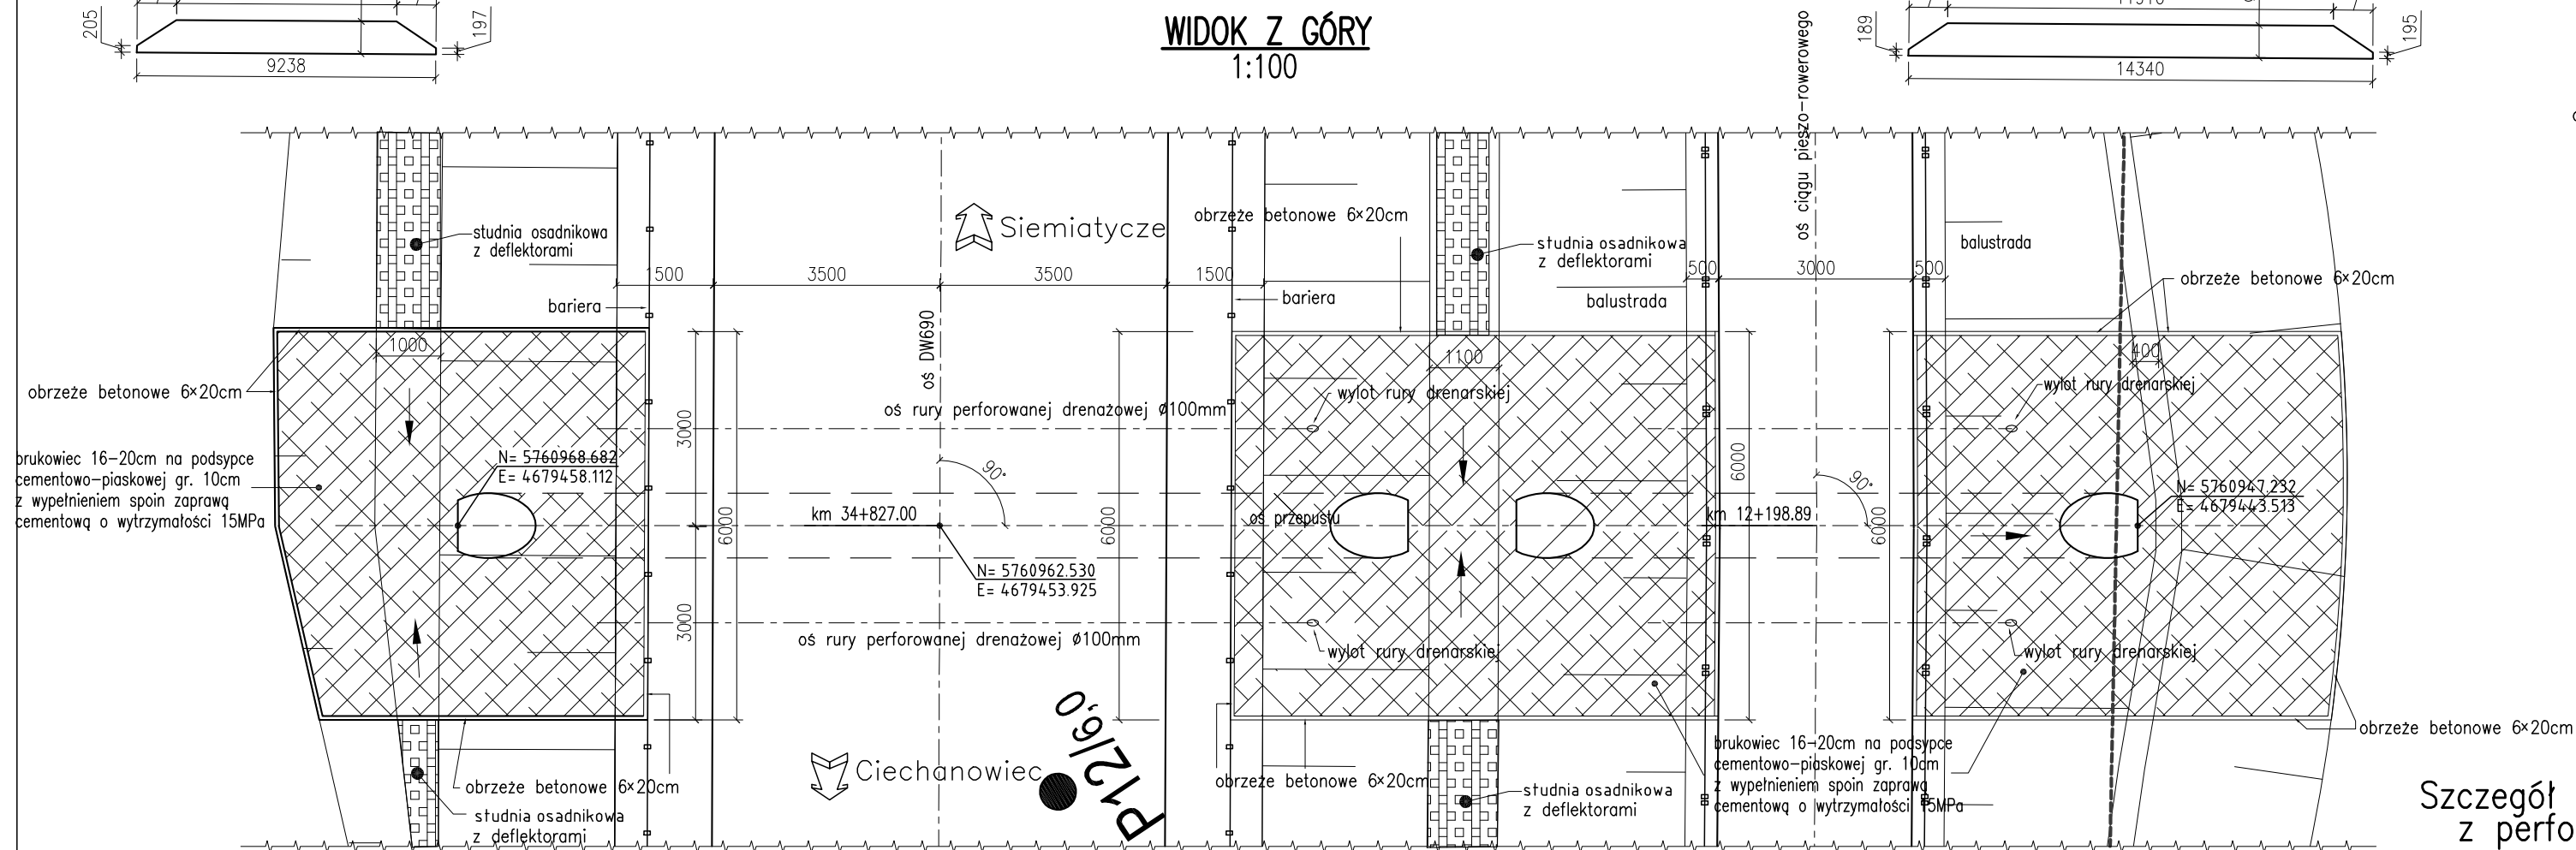 205
197
9238
WIDOK Z GÓRY
1:100
189
195
14340
oś ciągu pieszo-rowerowego
studnia osadnikowa
z deflektorami
Siemiatycze
obrzeże betonowe 6×20cm
studnia osadnikowa
z deflektorami
balustrada
1500
3500
3500
1500
500
3000
500
obrzeże betonowe 6×20cm
bariera
bariera
balustrada
oś DW690
1000
1100
400
obrzeże betonowe 6×20cm
wylot rury drenarskiej
wylot rury drenarskiej
oś rury perforowanej drenażowej Ø100mm
3000
brukowiec 16-20cm na podsypce
cementowo-piaskowej gr. 10cm
z wypełnieniem spoin zaprawą
cementową o wytrzymałości 15MPa
N= 5760968.682
E= 4679458.112
90°
6000
90°
N= 5760947.232
E= 4679443.513
km 34+827.00
oś przepustu
km 12+198.89
6000
6000
6000
N= 5760962.530
E= 4679453.925
3000
oś rury perforowanej drenażowej Ø100mm
wylot rury drenarskiej
wylot rury drenarskiej
P12/6,0
Ciechanowiec
obrzeże betonowe 6×20cm
studnia osadnikowa
z deflektorami
obrzeże betonowe 6×20cm
studnia osadnikowa
z deflektorami
brukowiec 16-20cm na podsypce
cementowo-piaskowej gr. 10cm
z wypełnieniem spoin zaprawą
cementową o wytrzymałości 15MPa
obrzeże betonowe 6×20cm
Szczegół
z perfo